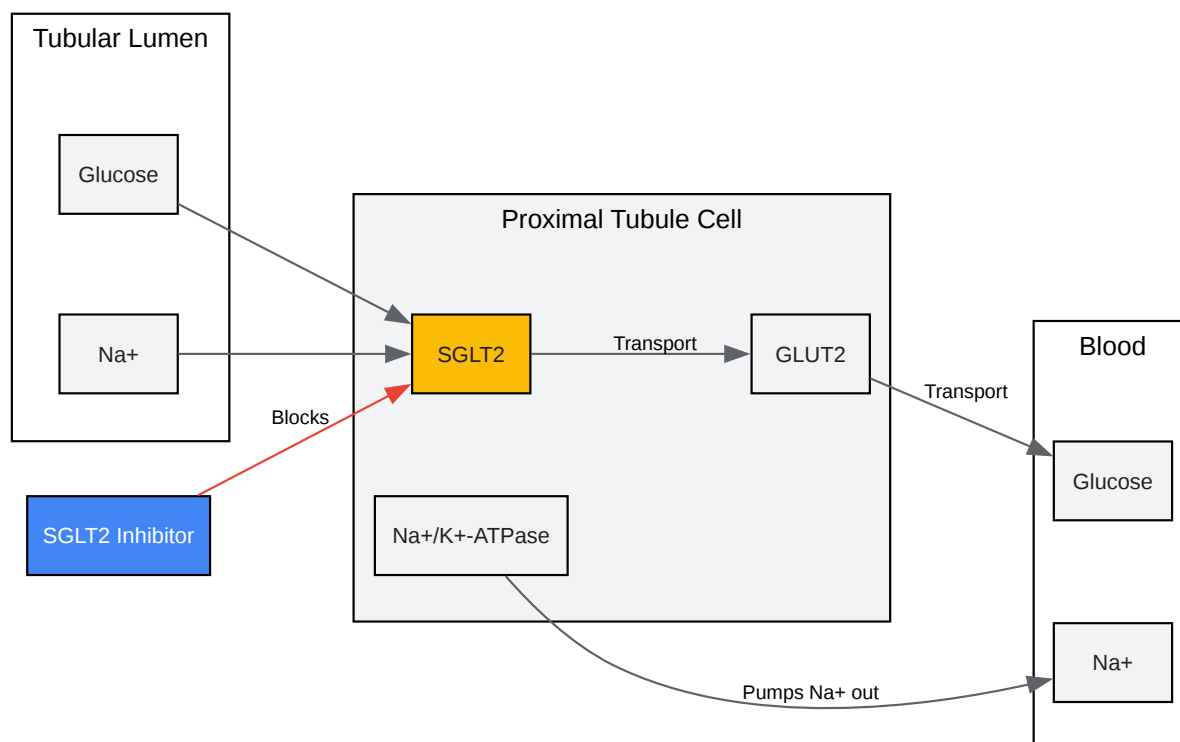 Tubular Lumen
Glucose
Na+
SGLT2 Inhibitor
Blocks
Proximal Tubule Cell
SGLT2
Transport
GLUT2
Na+/K+-ATPase
Transport
Pumps Na+ out
Blood
Glucose
Na+